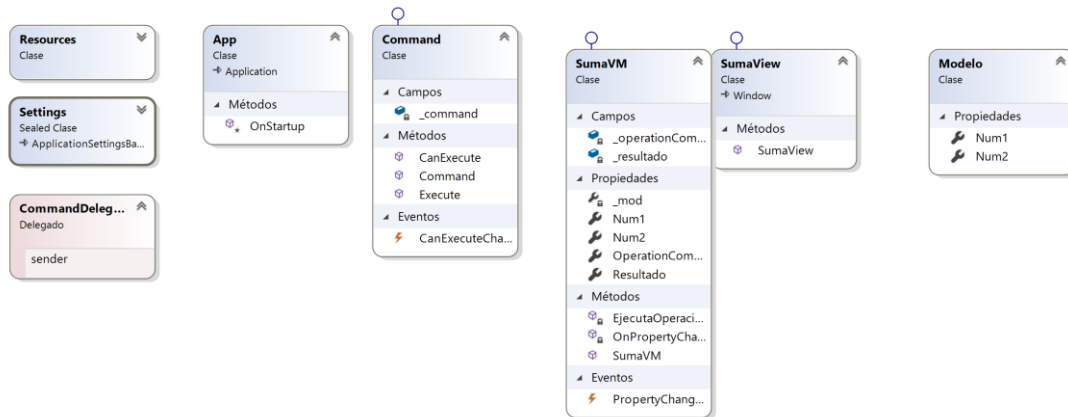 Resources
Clase
Settings
Sealed Clase
ApplicationSettingsBa...
CommandDeleg...
Delegado
sender
App
Clase
Application
Métodos
OnStartup
Command
Clase
Campos
_command
Métodos
CanExecute
Command
Execute
Eventos
CanExecuteCha...
SumaVM
Clase
Campos
_operationCom...
_resultado
Propiedades
_mod
Num1
Num2
OperationCom...
Resultado
Métodos
EjecutaOperaci...
OnPropertyCha...
SumaVM
Eventos
PropertyChang...
SumaView
Clase
Window
Métodos
SumaView
Modelo
Clase
Propiedades
Num1
Num2